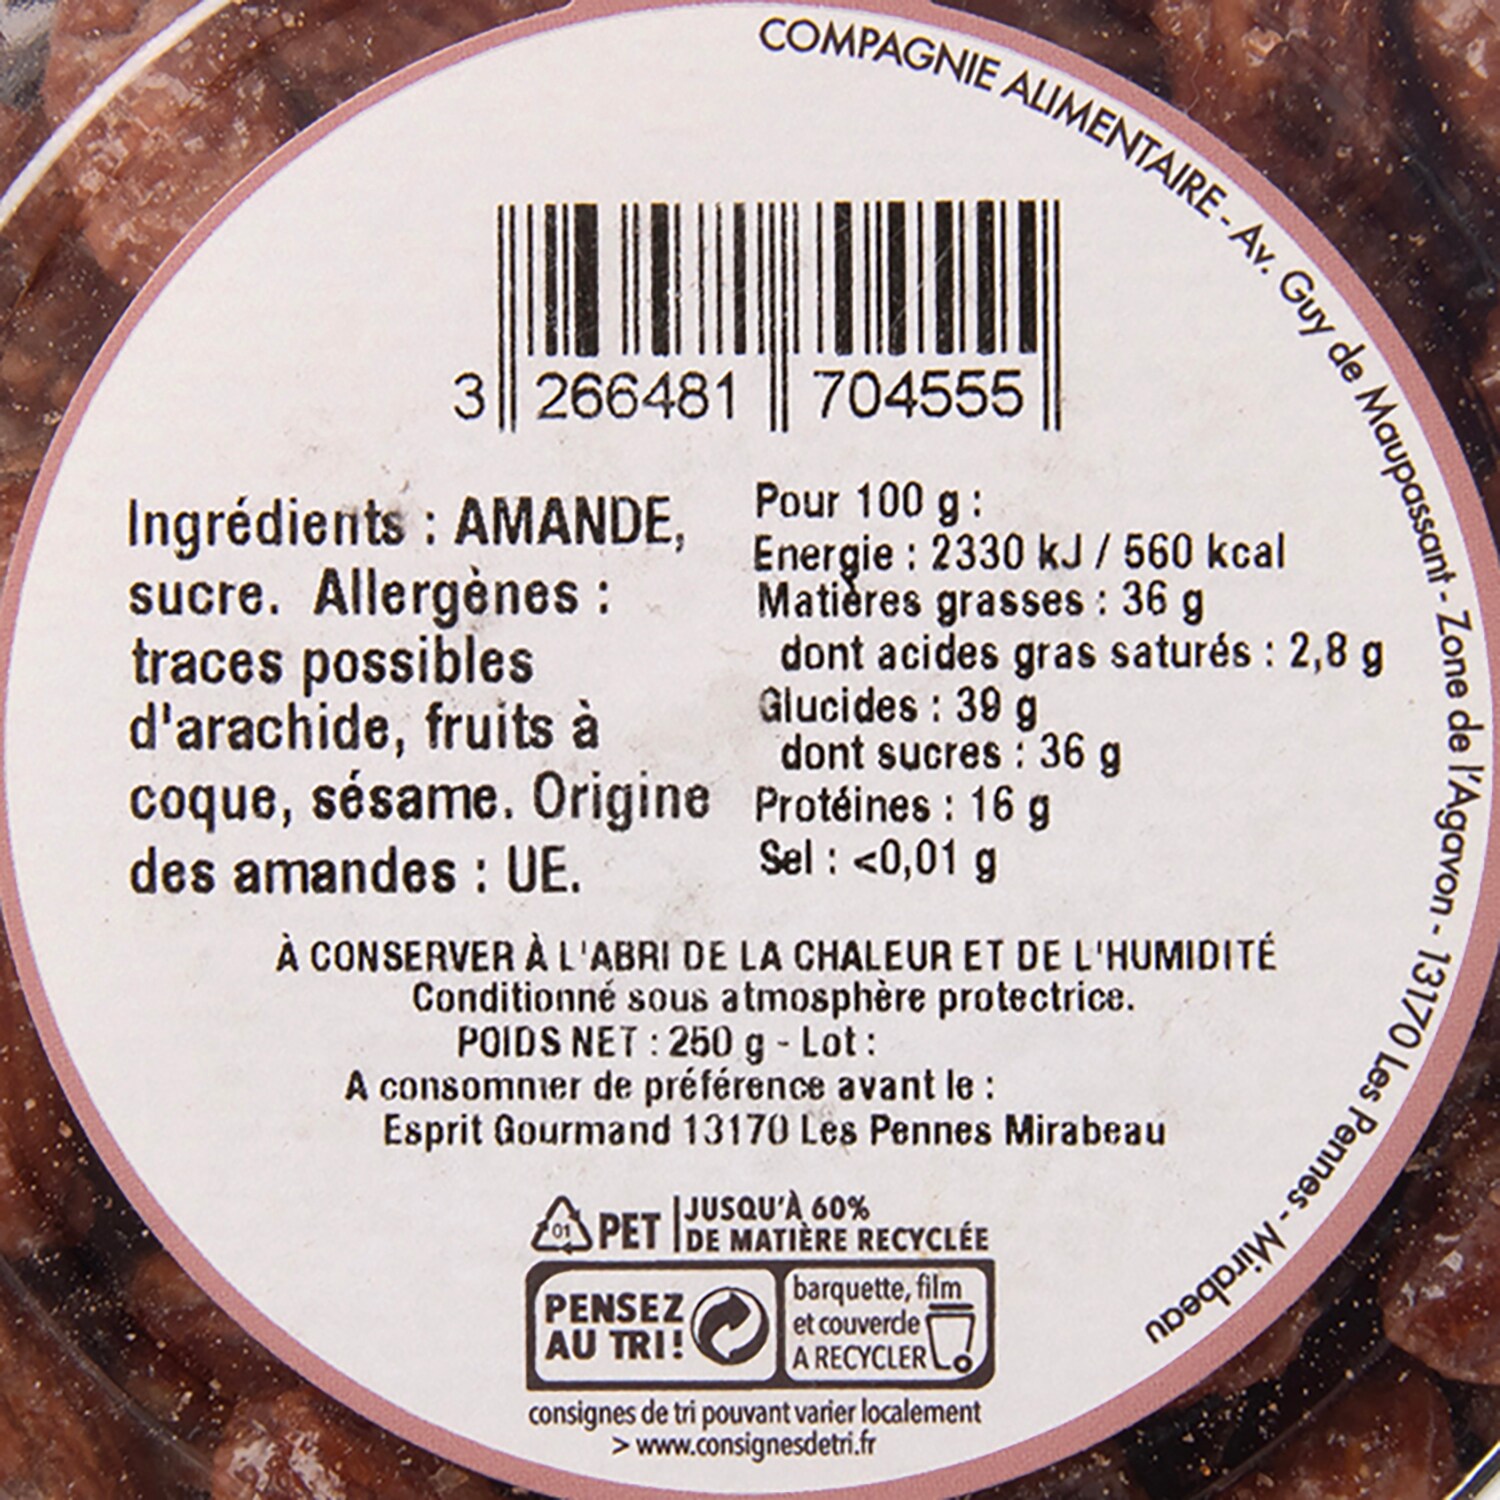 COMPAGNIE ALIMENTAIRE - Av. Guy de Maupassant - Zone de l'Agavon - 13170 Les Pennes - Mirabeau
3 266481 704555
Ingrédients : AMANDE,
sucre. Allergènes :
traces possibles
d'arachide, fruits à
coque, sésame. Origine
des amandes : UE.
Pour 100 g :
Energie : 2330 kJ / 560 kcal
Matières grasses : 36 g
dont acides gras saturés : 2,8 g
Glucides : 39 g
dont sucres : 36 g
Protéines : 16 g
Sel : <0,01 g
À CONSERVER À L'ABRI DE LA CHALEUR ET DE L'HUMIDITÉ
Conditionné sous atmosphère protectrice.
POIDS NET : 250 g - Lot :
A consommer de préférence avant le :
Esprit Gourmand 13170 Les Pennes Mirabeau
01 PET JUSQU'À 60%
DE MATIÈRE RECYCLÉE
PENSEZ
AU TRI !
barquette, film
et couvercle
A RECYCLER
consignes de tri pouvant varier localement
> www.consignesdetri.fr